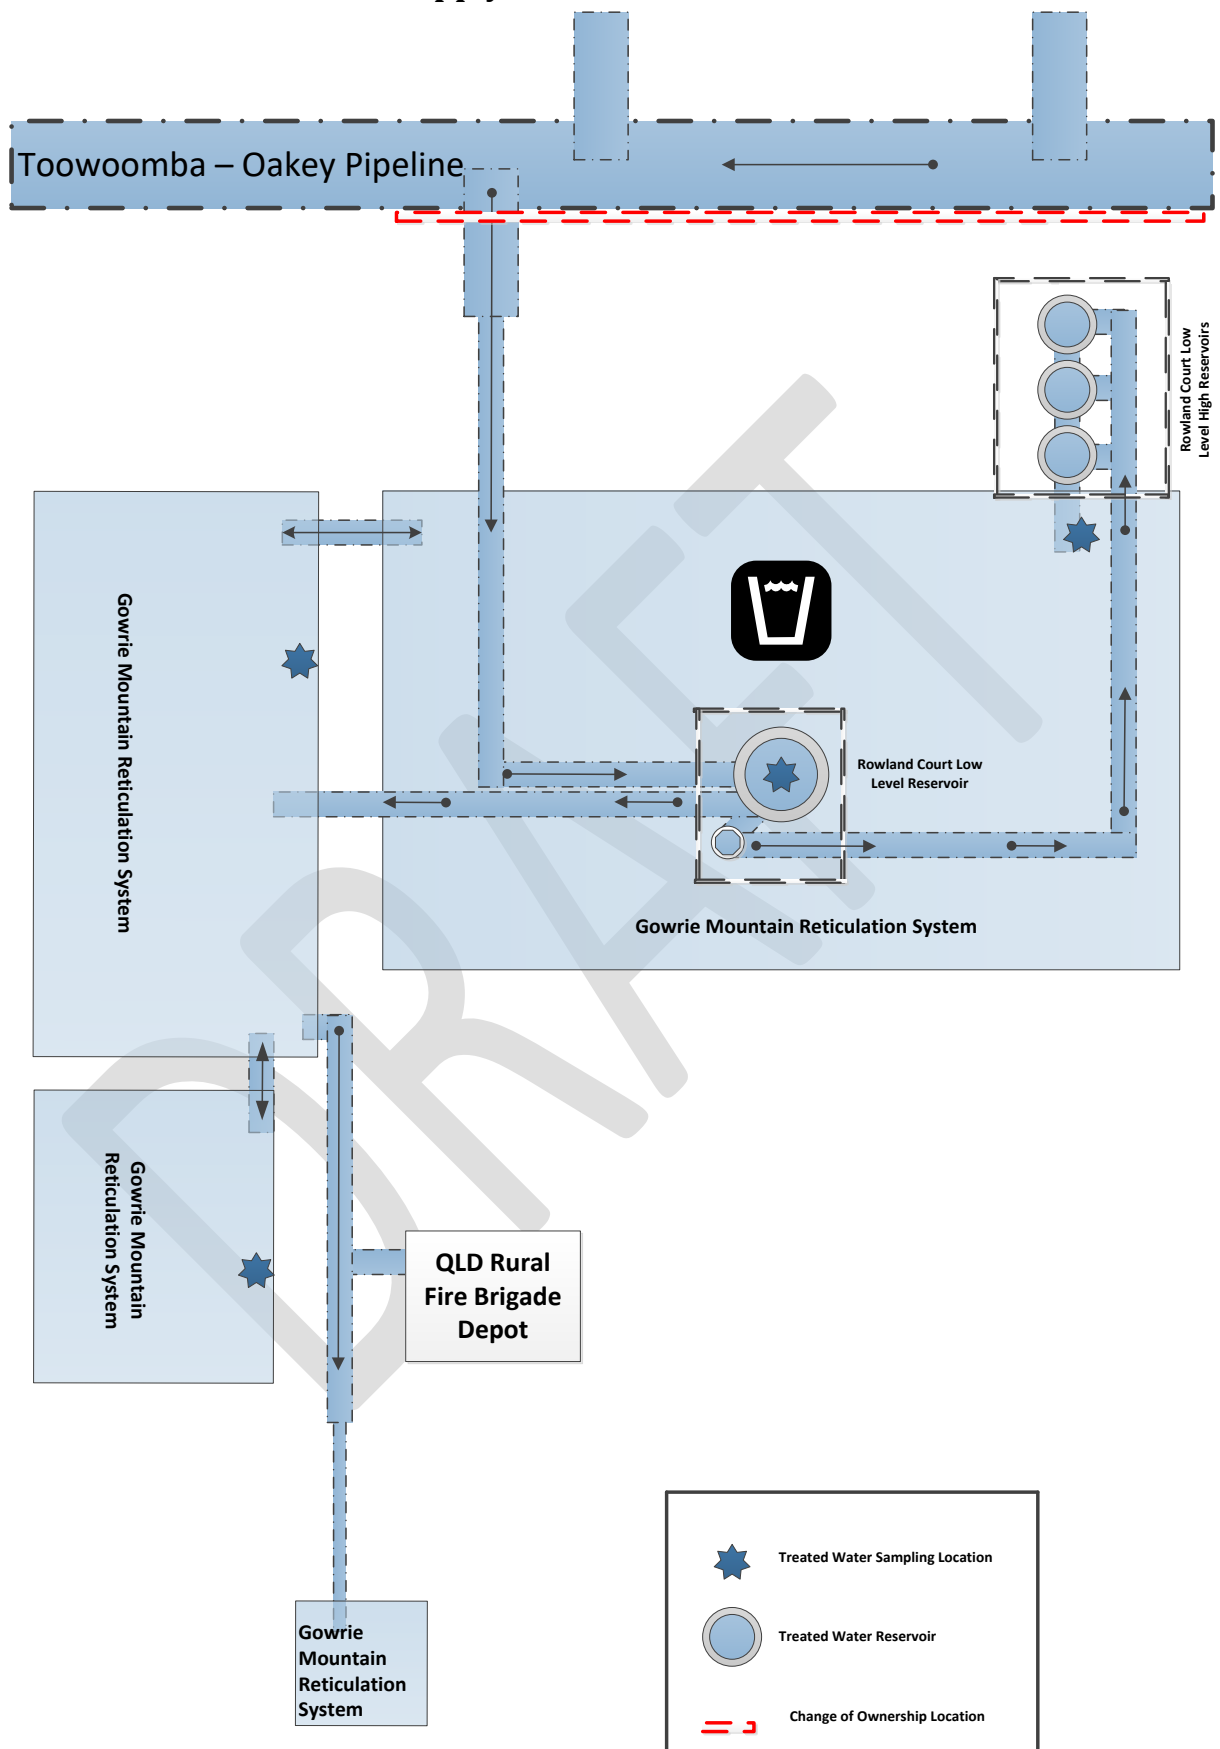 Toowoomba – Oakey Pipeline
Rowland Court Low
Level High Reservoirs
Gowrie Mountain Reticulation System
Rowland Court Low
Level Reservoir
Gowrie Mountain Reticulation System
Gowrie Mountain
Reticulation System
QLD Rural
Fire Brigade
Depot
Gowrie
Mountain
Reticulation
System
Treated Water Sampling Location
Treated Water Reservoir
Change of Ownership Location
DRAFT